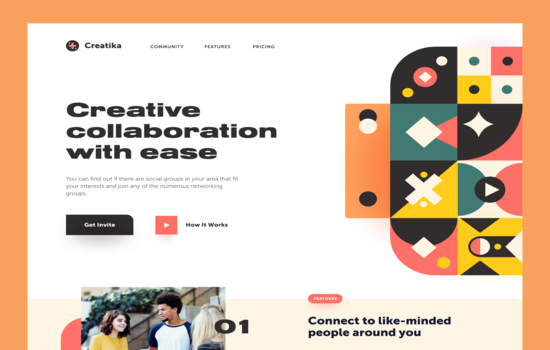 Creatika
COMMUNITY FEATURES PRICING
Creative
collaboration
with ease
You can find out if there are social groups in your area that fit
your interests and join any of the numerous networking
groups.
Get Invite
How It Works
01
FEATURES
Connect to like-minded
people around you